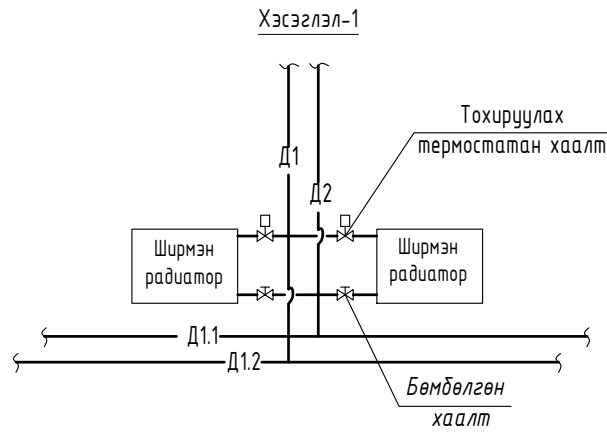 Хэсэглэл-1
Тохируулах
термостатан хаалт
Д1
Д2
Ширмэн
радиатор
Ширмэн
радиатор
Д1.1
Д1.2
Бөмбөлгөн
хаалт